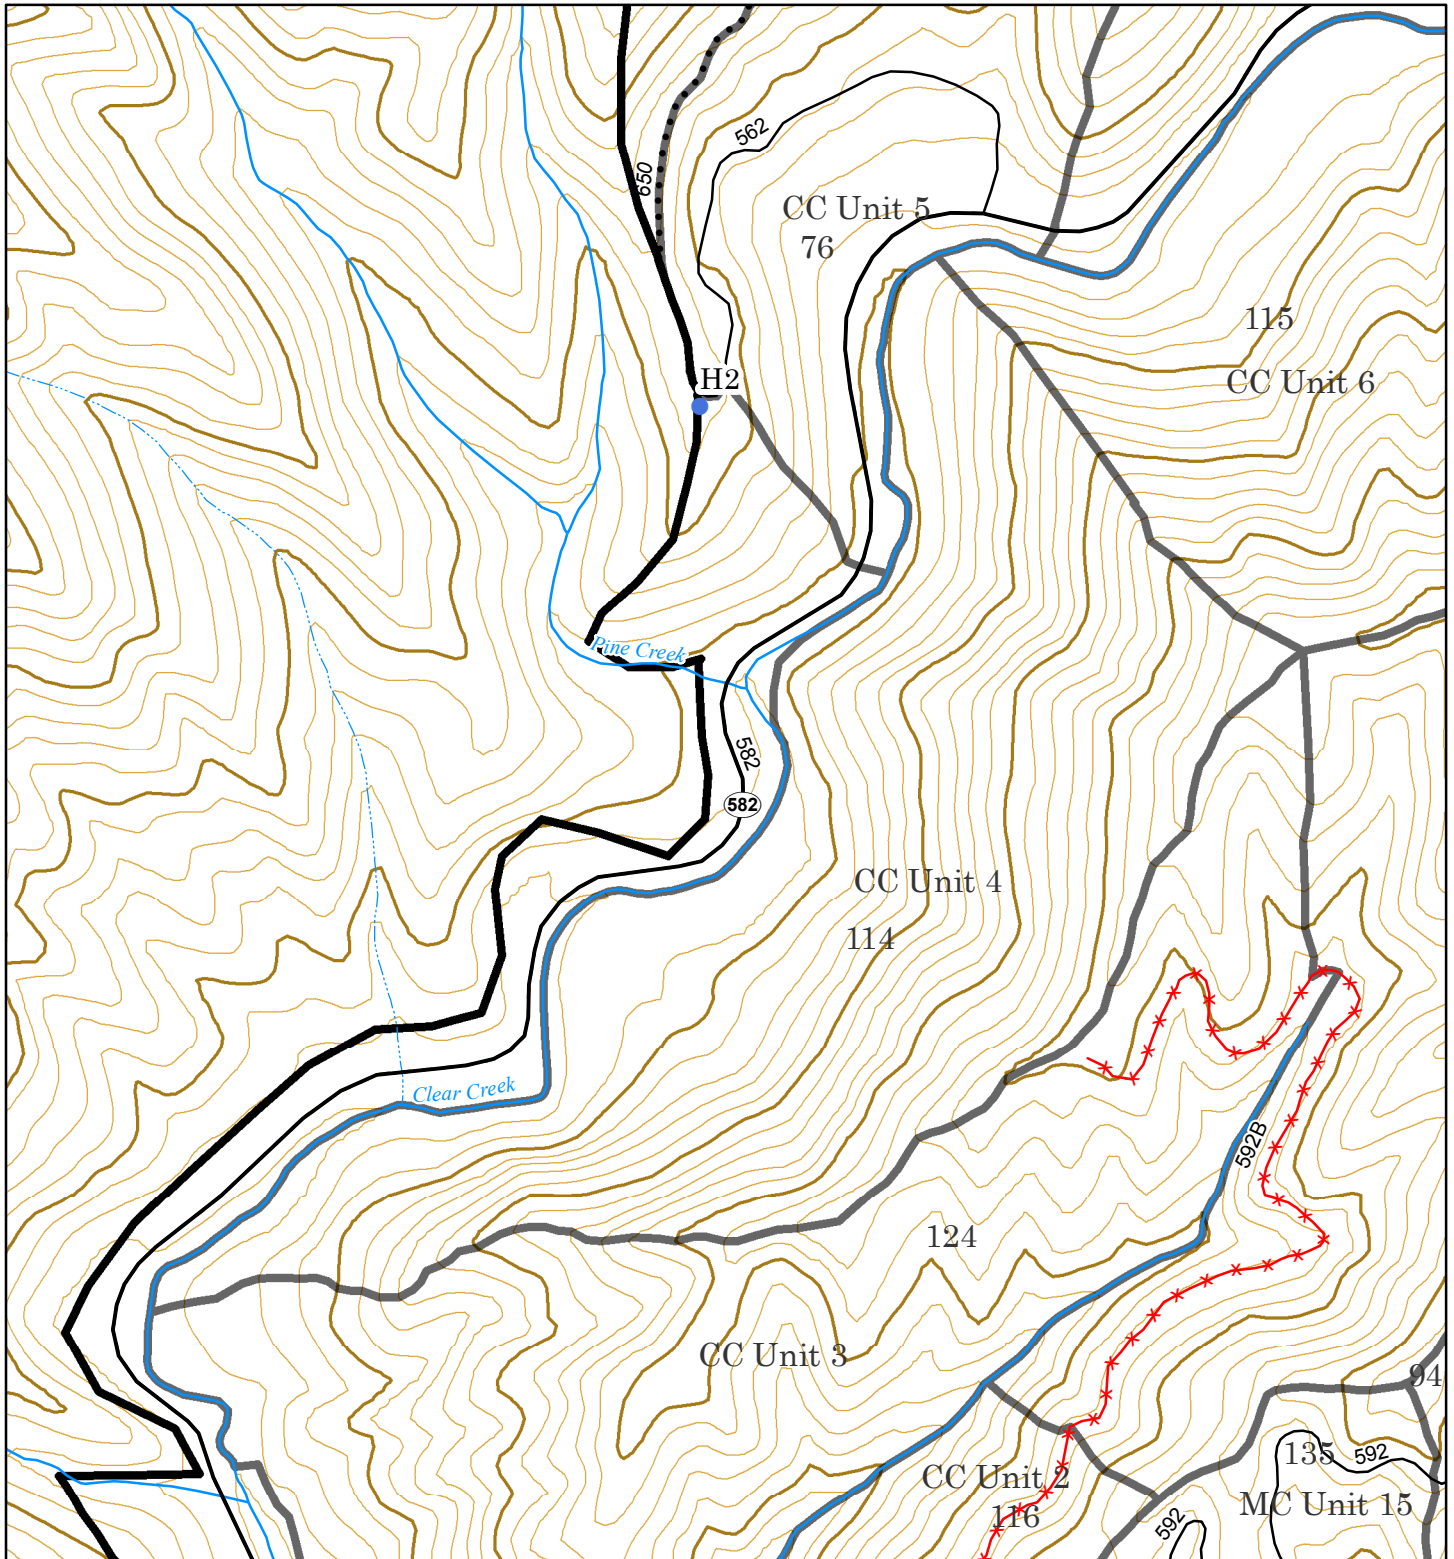 562
650
CC Unit 5
76
115
H2
CC Unit 6
Pine Creek
582
582
CC Unit 4
114
Clear Creek
592B
124
CC Unit 3
94
135
592
CC Unit 2
116
MC Unit 15
592